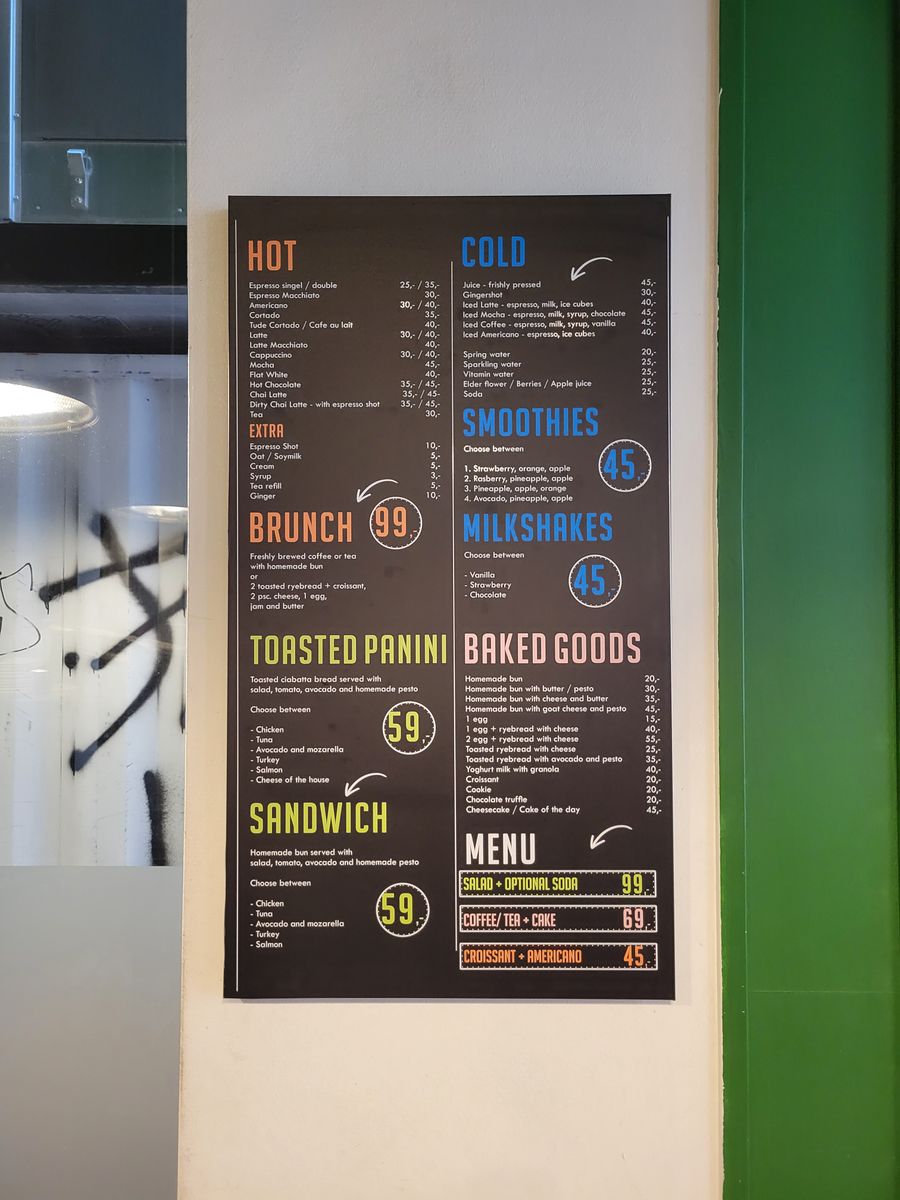 HOT
Espresso singel / double 25,- / 35,-
Espresso Macchiato 30,-
Americano 30,- / 40,-
Cortado 35,-
Tude Cortado / Cafe au lait 40,-
Latte 30,- / 40,-
Latte Macchiato 40,-
Cappuccino 30,- / 40,-
Mocha 45,-
Flat White 40,-
Hot Chocolate 35,- / 45,-
Chai Latte 35,- / 45-
Dirty Chai Latte - with espresso shot 35,- / 45,-
Tea 30,-
EXTRA
Espresso Shot 10,-
Oat / Soymilk 5,-
Cream 5,-
Syrup 3,-
Tea refill 5,-
Ginger 10,-
BRUNCH 99,-
Freshly brewed coffee or tea
with homemade bun
or
2 toasted ryebread + croissant,
2 psc. cheese, 1 egg,
jam and butter
TOASTED PANINI
Toasted ciabatta bread served with
salad, tomato, avocado and homemade pesto
Choose between
59,-
- Chicken
- Tuna
- Avocado and mozarella
- Turkey
- Salmon
- Cheese of the house
SANDWICH
Homemade bun served with
salad, tomato, avocado and homemade pesto
Choose between
59,-
- Chicken
- Tuna
- Avocado and mozarella
- Turkey
- Salmon
COLD
Juice - frishly pressed 45,-
Gingershot 30,-
Iced Latte - espresso, milk, ice cubes 40,-
Iced Mocha - espresso, milk, syrup, chocolate 45,-
Iced Coffee - espresso, milk, syrup, vanilla 45,-
Iced Americano - espresso, ice cubes 40,-
Spring water 20,-
Sparkling water 25,-
Vitamin water 25,-
Elder flower / Berries / Apple juice 25,-
Soda 25,-
SMOOTHIES
Choose between
45,-
1. Strawberry, orange, apple
2. Rasberry, pineapple, apple
3. Pineapple, apple, orange
4. Avocado, pineapple, apple
MILKSHAKES
Choose between
45,-
- Vanilla
- Strawberry
- Chocolate
BAKED GOODS
Homemade bun 20,-
Homemade bun with butter / pesto 30,-
Homemade bun with cheese and butter 35,-
Homemade bun with goat cheese and pesto 45,-
1 egg 15,-
1 egg + ryebread with cheese 40,-
2 egg + ryebread with cheese 55,-
Toasted ryebread with cheese 25,-
Toasted ryebread with avocado and pesto 35,-
Yoghurt milk with granola 40,-
Croissant 20,-
Cookie 20,-
Chocolate truffle 20,-
Cheesecake / Cake of the day 45,-
MENU
SALAD + OPTIONAL SODA 99,-
COFFEE/ TEA + CAKE 69,-
CROISSANT + AMERICANO 45,-